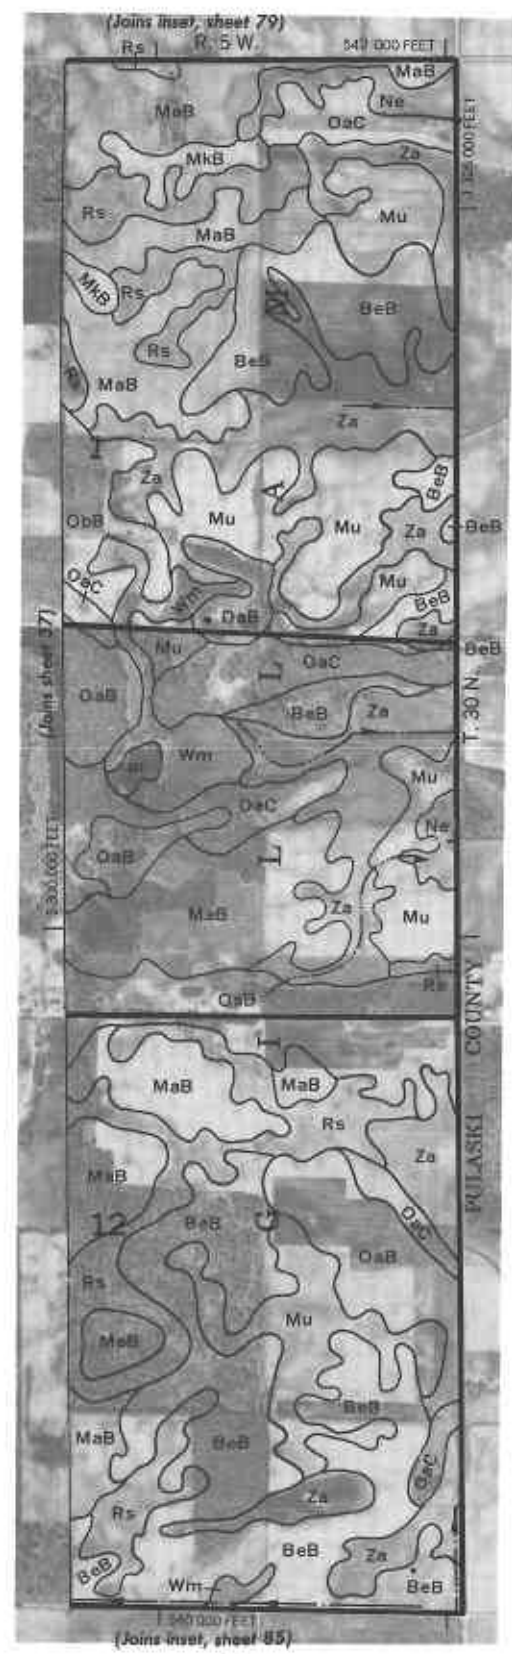 (Joins inset, sheet 79)
Rs R. 5 W. 540 000 FEET
MaB
MaB Ne
OaC
MkB Za
Rs Mu
MaB
MkB Rs
BeB
Rs BeB
MaB
Za
Za BeB
A
ObB Mu Mu Za BeB
OaC Wm Mu
BeB
DaB Za
Mu OaC BeB
L
OaB BeB Za
T. 30 N.
(Joins sheet 37)
Wm Mu
OaC
Ne
OaB L
MaB Za Mu
Rs
OsB
PULASKI COUNTY
I
MaB MaB
Rs
MaB Za
12 BeB G OaC
OaB
Rs
Mu
MaB
BeB
MaB BeB
OaC
Za
Rs
BeB BeB Za
Wm BeB
540 000 FEET
(Joins inset, sheet 85)